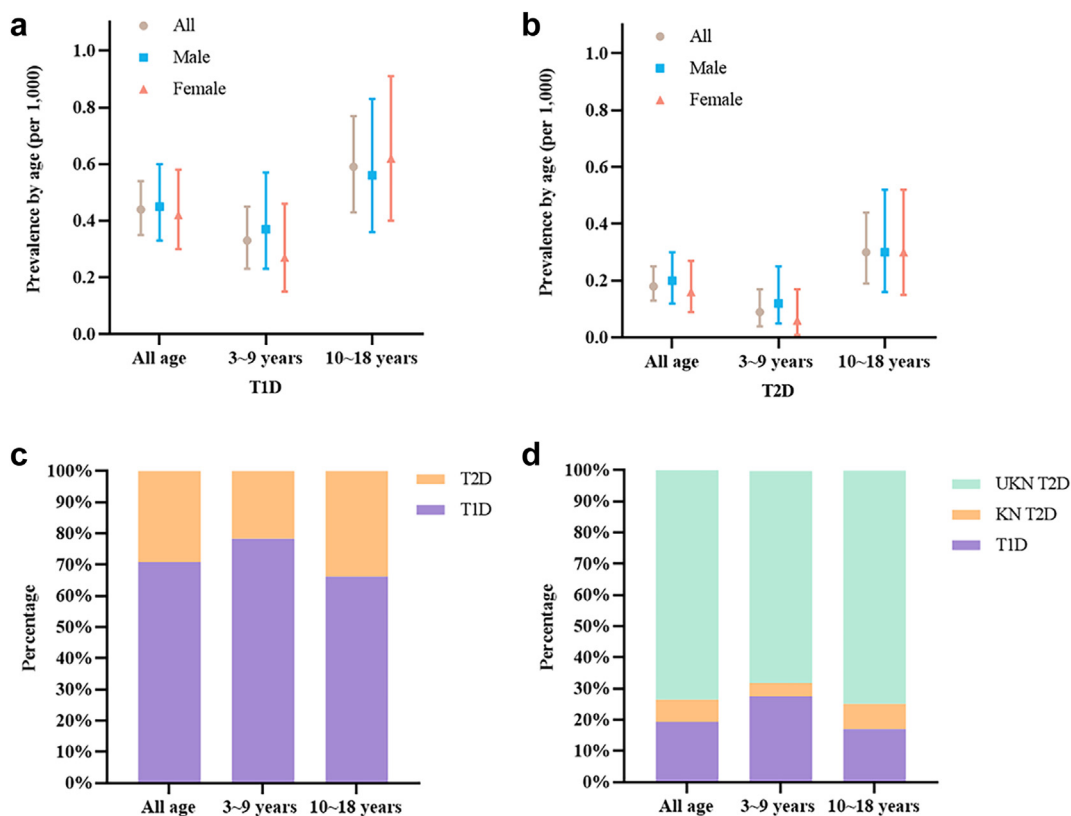 a
All
Male
Female
Prevalence by age (per 1,000)
1.0
0.8
0.6
0.4
0.2
0.0
All age
3~9 years
10~18 years
T1D
b
All
Male
Female
Prevalence by age (per 1,000)
1.0
0.8
0.6
0.4
0.2
0.0
All age
3~9 years
10~18 years
T2D
c
T2D
T1D
Percentage
100%
90%
80%
70%
60%
50%
40%
30%
20%
10%
0%
All age
3~9 years
10~18 years
d
UKN T2D
KN T2D
T1D
Percentage
100%
90%
80%
70%
60%
50%
40%
30%
20%
10%
0%
All age
3~9 years
10~18 years